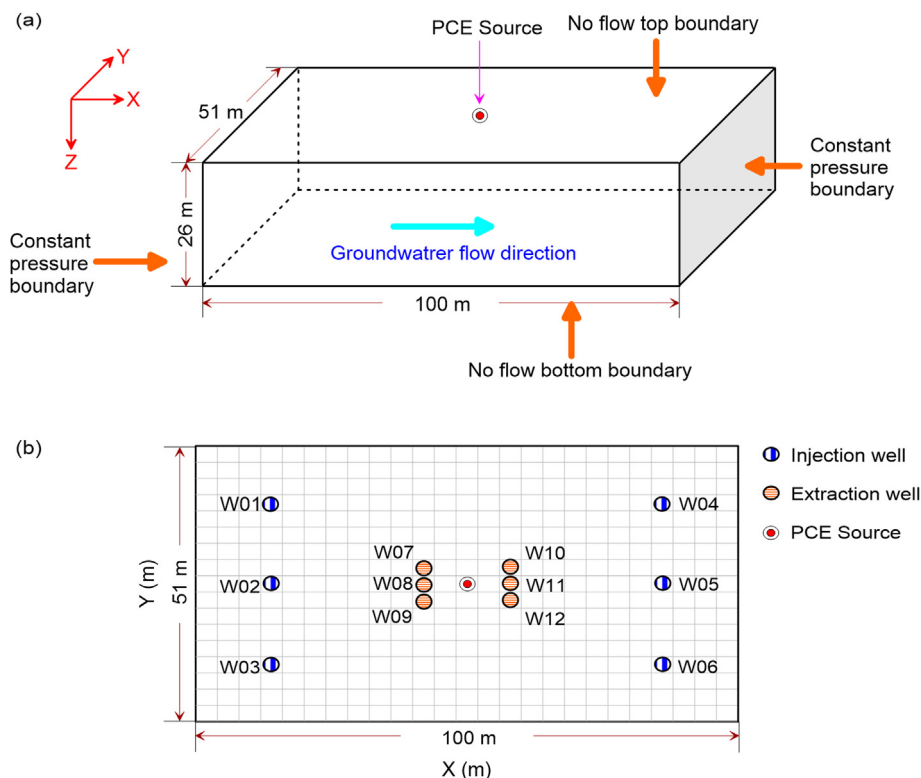 (a)
PCE Source
No flow top boundary
Y
X
Z
51 m
Constant
pressure
boundary
26 m
Constant
pressure
boundary
Groundwatrer flow direction
100 m
No flow bottom boundary
(b)
Injection well
Extraction well
PCE Source
W01
W04
W07
W10
W02
W08
W11
W05
W09
W12
W03
W06
Y (m)
51 m
100 m
X (m)